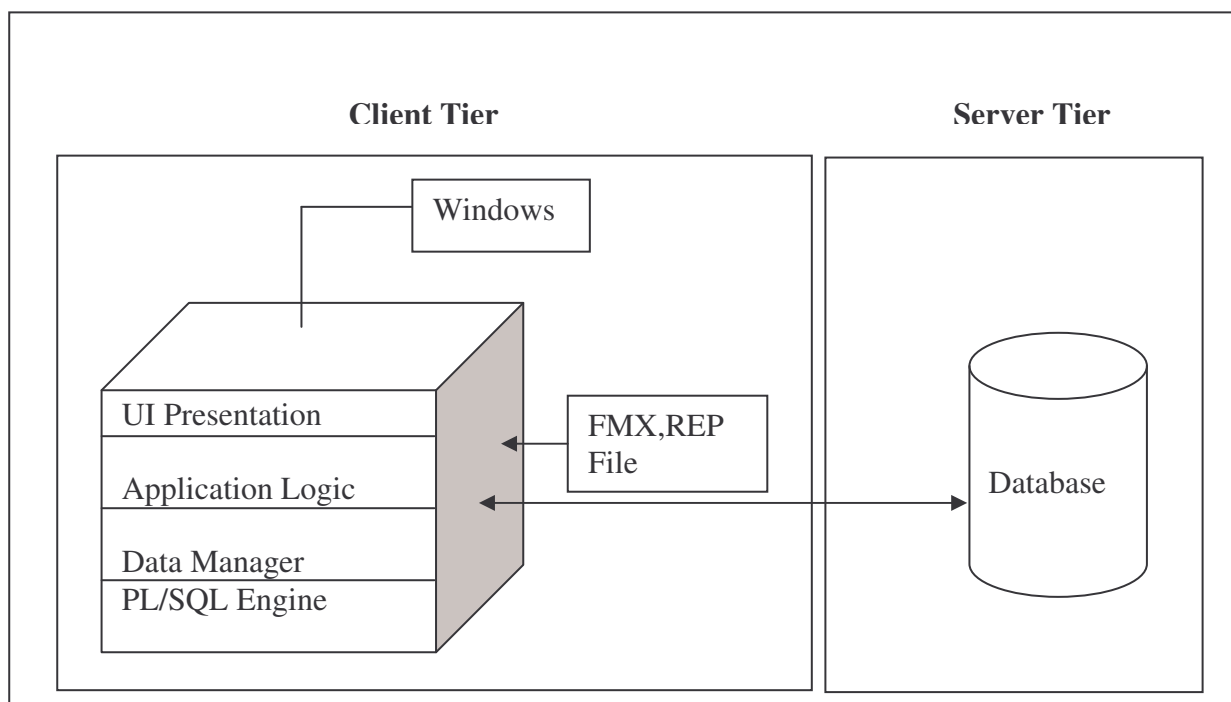 Client Tier
Server Tier
Windows
UI Presentation
FMX,REP
File
Application Logic
Database
Data Manager
PL/SQL Engine